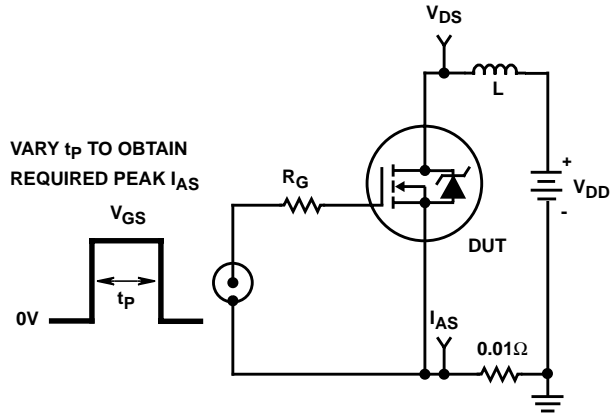 VDS
L
VARY tP TO OBTAIN
REQUIRED PEAK IAS
RG
+
VDD
-
VGS
DUT
tP
0V
IAS
0.01Ω